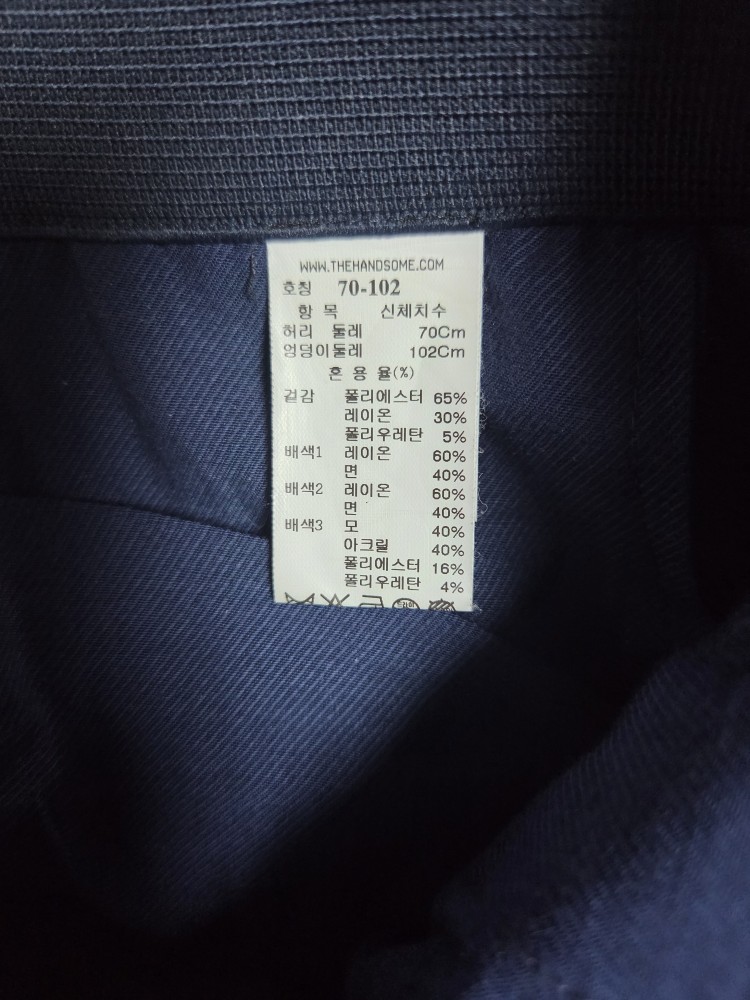 WWW.THEHANDSOME.COM
호칭 70-102
항 목 신체치수
허리 둘레 70Cm
엉덩이둘레 102Cm
혼 용 율(%)
겉감 폴리에스터 65%
레이온 30%
폴리우레탄 5%
배색1 레이온 60%
면 40%
배색2 레이온 60%
면 40%
배색3 모 40%
아크릴 40%
폴리에스터 16%
폴리우레탄 4%